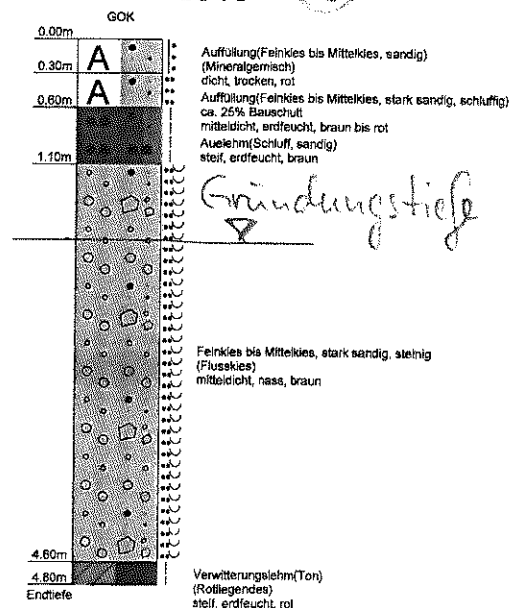 GOK
0.00m
A
Auffüllung(Feinkies bis Mittelkies, sandig)
(Mineralgemisch)
dicht, trocken, rot
0.30m
A
Auffüllung(Feinkies bis Mittelkies, stark sandig, schluffig)
ca. 25% Bauschutt
mitteldicht, erdfeucht, braun bis rot
0,60m
Auelehm(Schluff, sandig)
steif, erdfeucht, braun
1.10m
Gründungstiefe
Feinkies bis Mittelkies, stark sandig, steinig
(Flusskies)
mitteldicht, nass, braun
4.60m
Verwitterungslehm(Ton)
(Rotliegendes)
steif, erdfeucht, rot
4.80m
Endtiefe